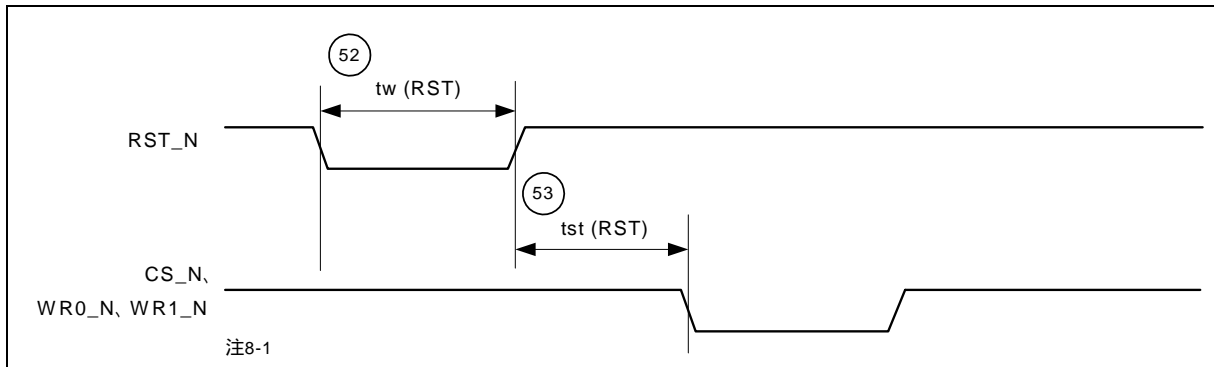 52
tw (RST)
RST_N
53
tst (RST)
CS_N、
WR0_N、WR1_N
注8-1